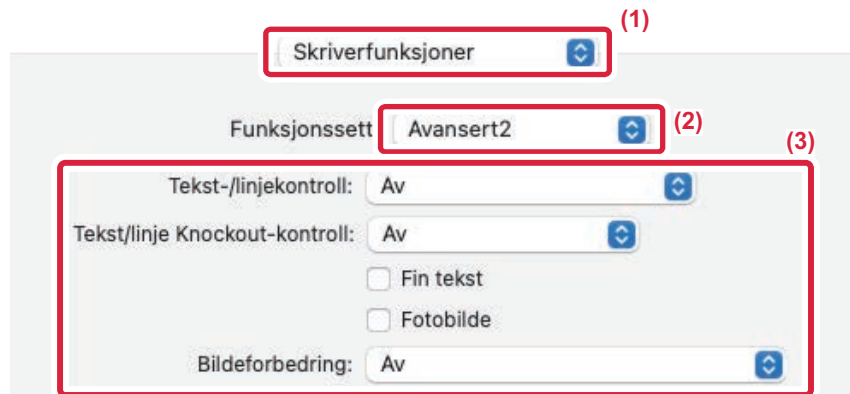 (1)
Skriverfunksjoner
Funksjonssett Avansert2 (2)
(3)
Tekst-/linjekontroll: Av
Tekst/linje Knockout-kontroll: Av
Fin tekst
Fotobilde
Bildeforbedring: Av